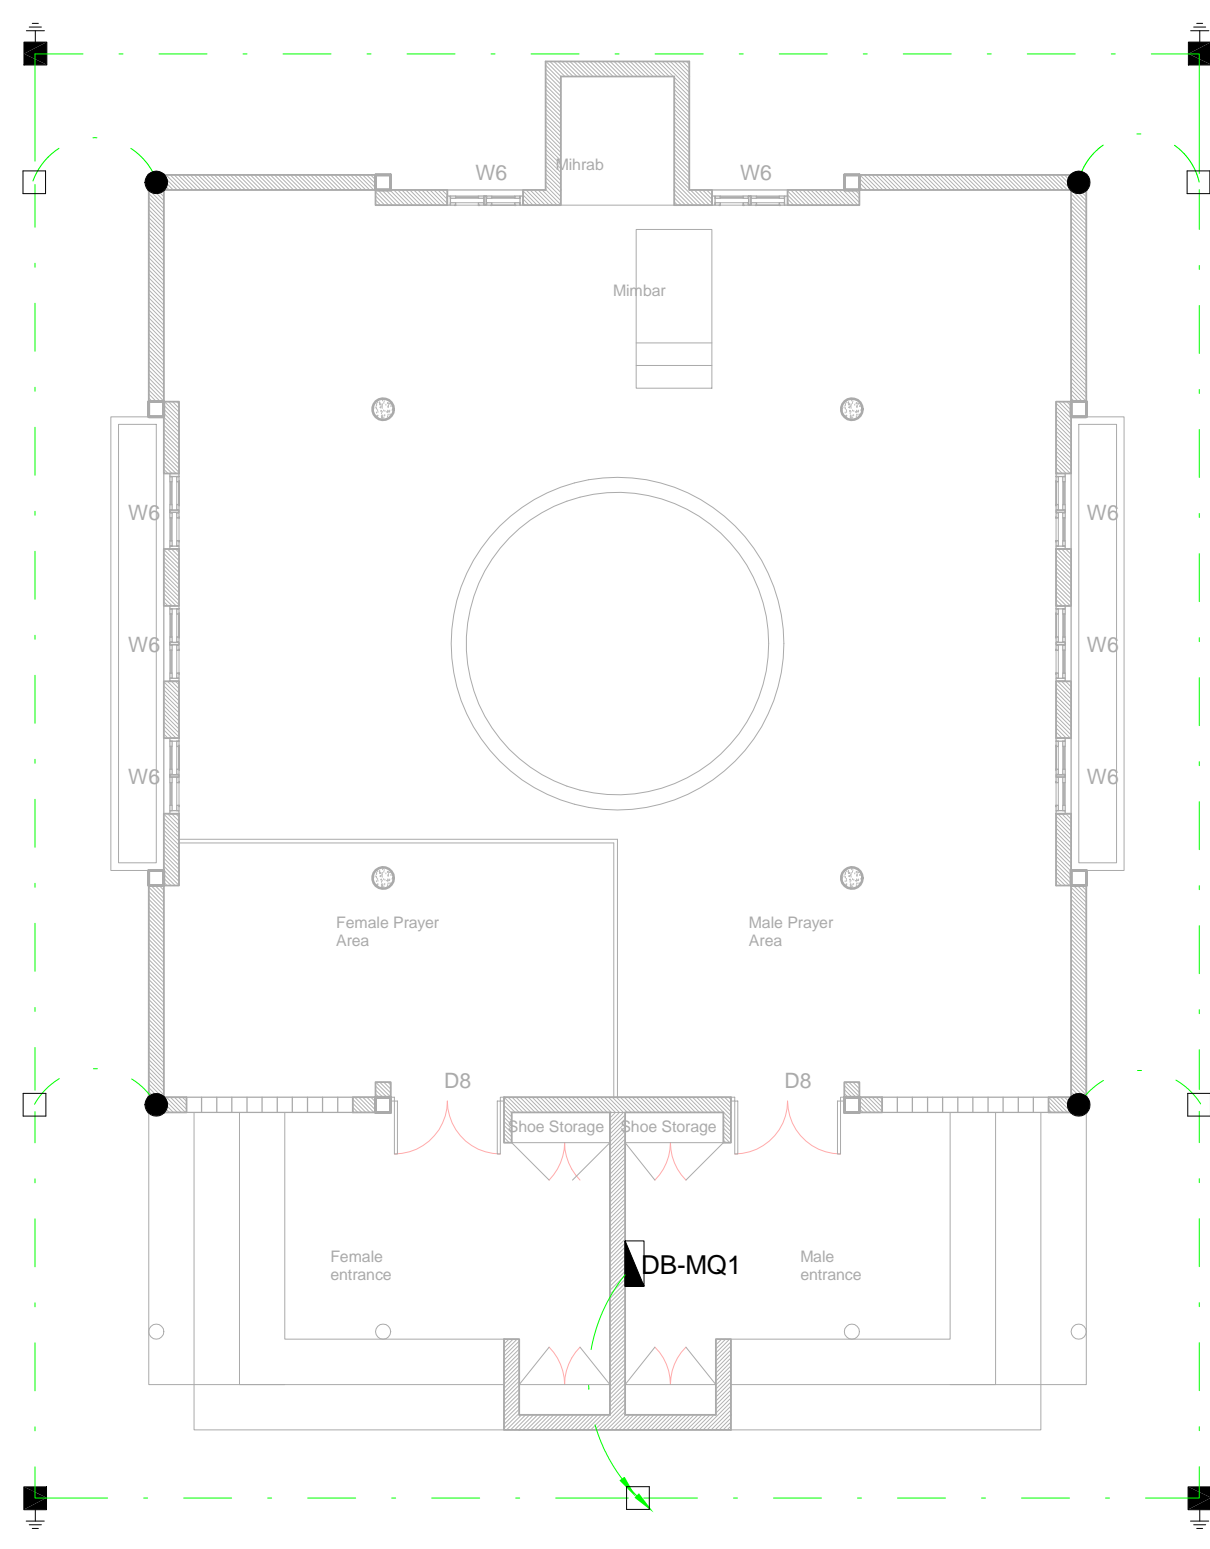 W6
Mihrab
W6
Mimbar
W6
W6
W6
W6
W6
W6
Female Prayer
Area
Male Prayer
Area
D8
D8
Shoe Storage
Shoe Storage
DB-MQ1
Female
entrance
Male
entrance